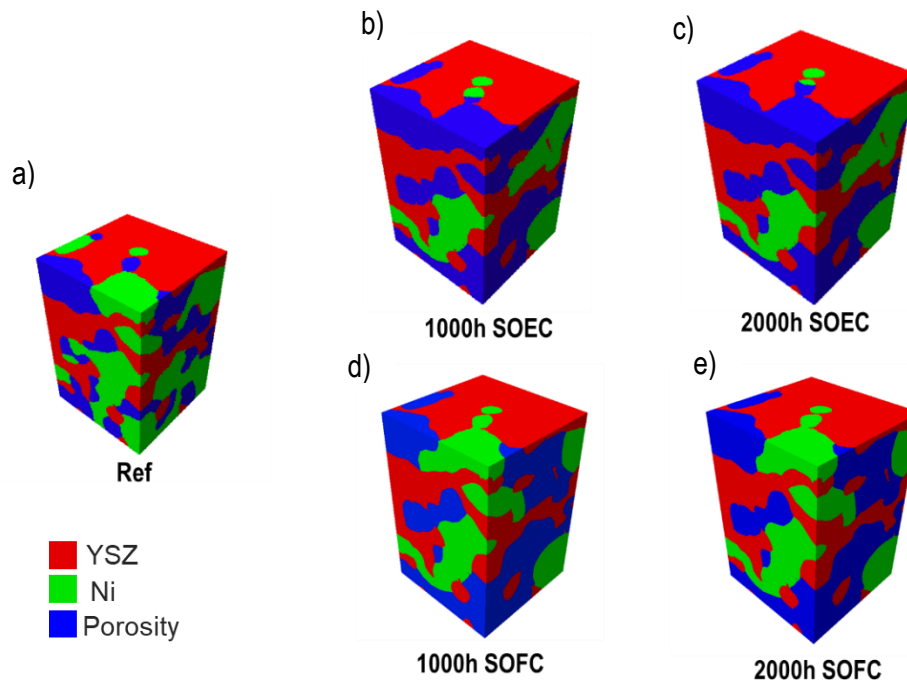 a)
Ref
b)
1000h SOEC
c)
2000h SOEC
d)
1000h SOFC
e)
2000h SOFC
YSZ
Ni
Porosity